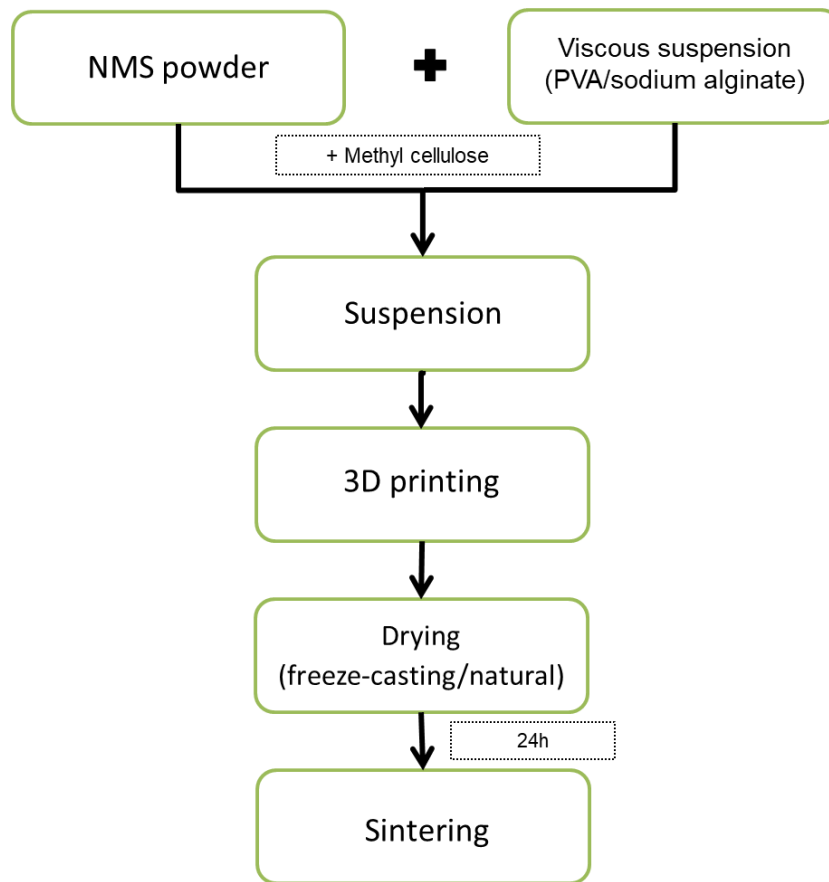 NMS powder
+
Viscous suspension
(PVA/sodium alginate)
+ Methyl cellulose
Suspension
3D printing
Drying
(freeze-casting/natural)
24h
Sintering